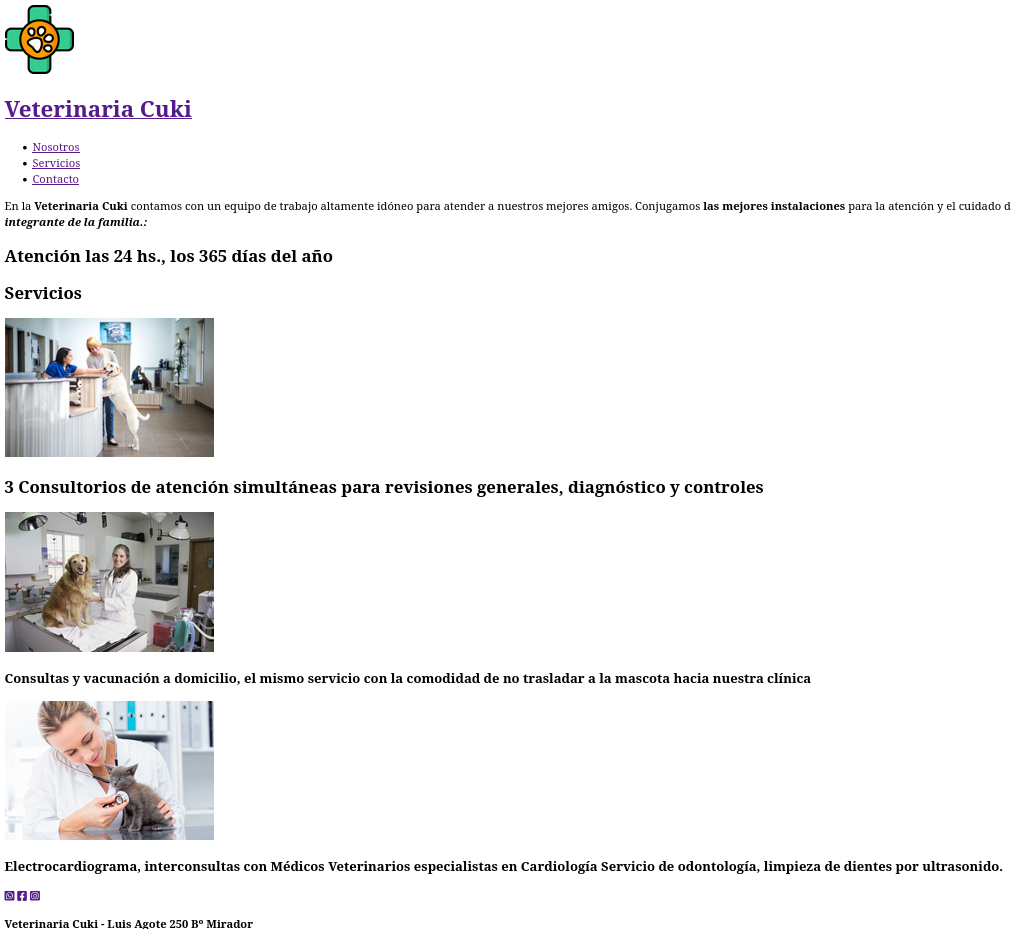 Veterinaria Cuki
Nosotros
Servicios
Contacto
En la Veterinaria Cuki contamos con un equipo de trabajo altamente idóneo para atender a nuestros mejores amigos. Conjugamos las mejores instalaciones para la atención y el cuidado d
integrante de la familia.:
Atención las 24 hs., los 365 días del año
Servicios
3 Consultorios de atención simultáneas para revisiones generales, diagnóstico y controles
Consultas y vacunación a domicilio, el mismo servicio con la comodidad de no trasladar a la mascota hacia nuestra clínica
Electrocardiograma, interconsultas con Médicos Veterinarios especialistas en Cardiología Servicio de odontología, limpieza de dientes por ultrasonido.
Veterinaria Cuki - Luis Agote 250 Bº Mirador